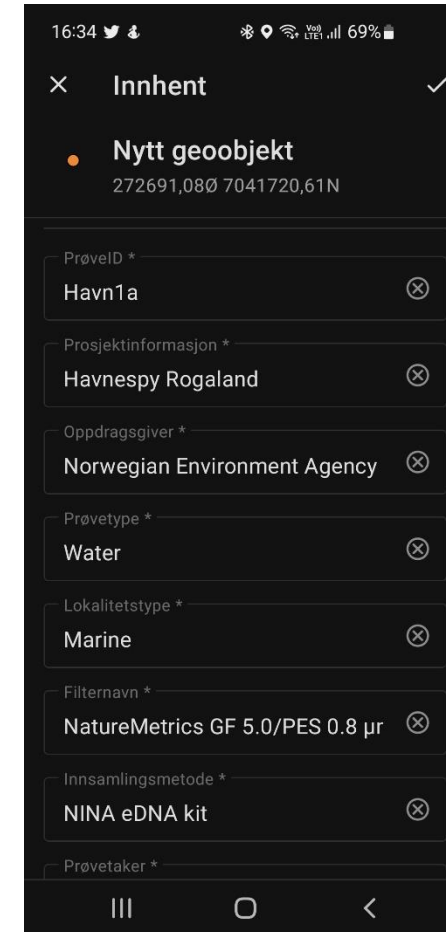 16:34 69%
Innhent
Nytt geoobjekt
272691,08Ø 7041720,61N
PrøveID *
Havn1a
Prosjektinformasjon *
Havnespy Rogaland
Oppdragsgiver *
Norwegian Environment Agency
Prøvetype *
Water
Lokalitetstype *
Marine
Filternavn *
NatureMetrics GF 5.0/PES 0.8 µr
Innsamlingsmetode *
NINA eDNA kit
Prøvetaker *